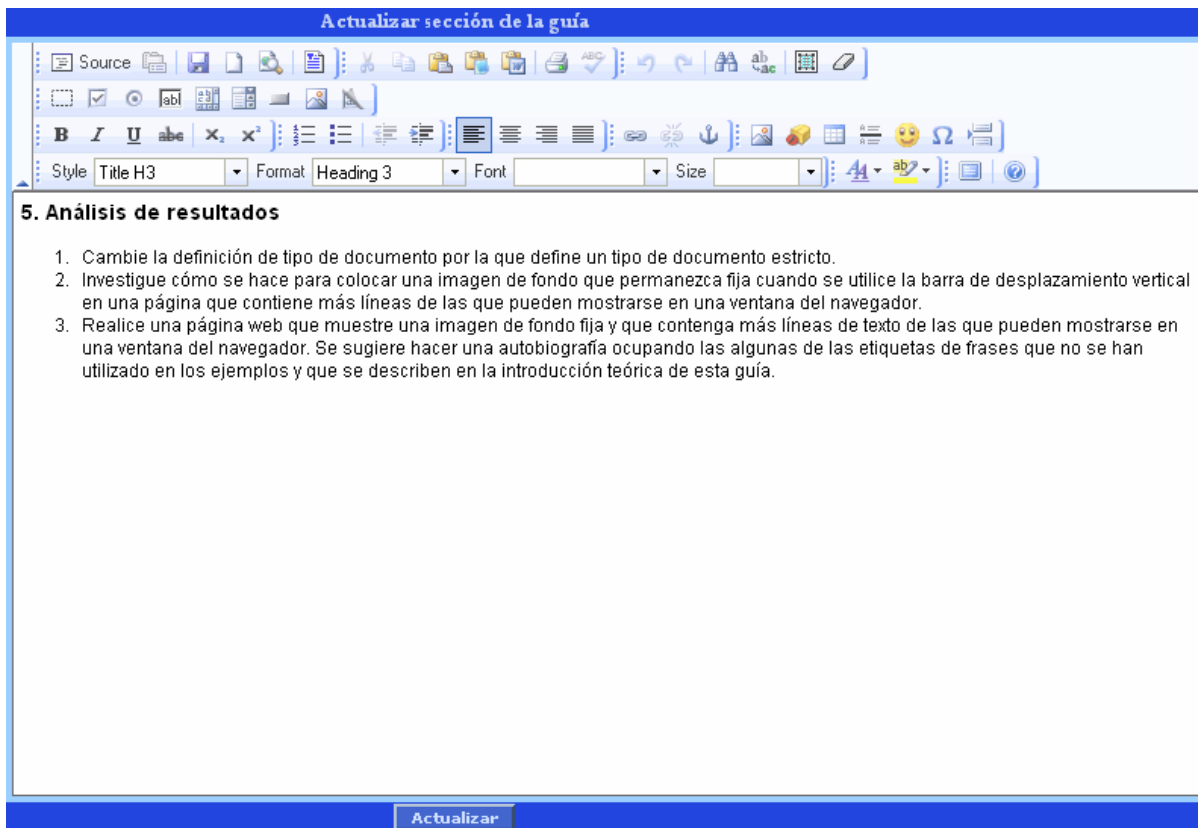 Actualizar sección de la guía
Source
Style Title H3 Format Heading 3 Font Size
5. Análisis de resultados
1. Cambie la definición de tipo de documento por la que define un tipo de documento estricto.
2. Investigue cómo se hace para colocar una imagen de fondo que permanezca fija cuando se utilice la barra de desplazamiento vertical
en una página que contiene más líneas de las que pueden mostrarse en una ventana del navegador.
3. Realice una página web que muestre una imagen de fondo fija y que contenga más líneas de texto de las que pueden mostrarse en
una ventana del navegador. Se sugiere hacer una autobiografía ocupando las algunas de las etiquetas de frases que no se han
utilizado en los ejemplos y que se describen en la introducción teórica de esta guía.
Actualizar